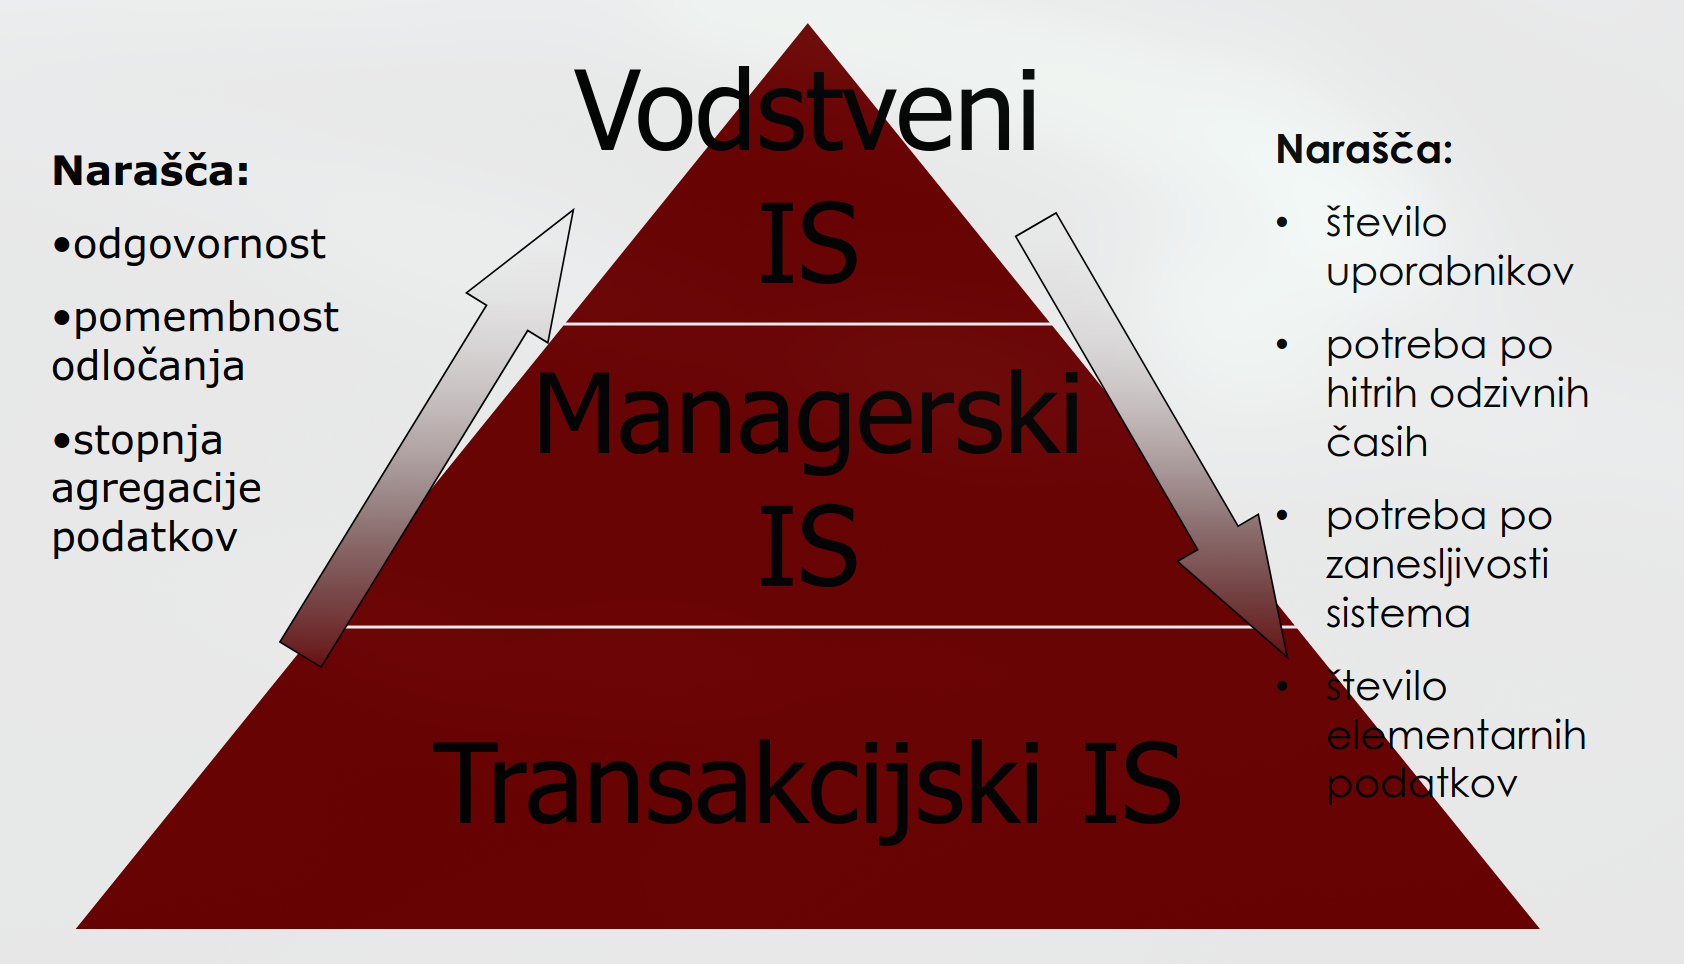 Vodstveni
IS
Managerski
IS
Transakcijski IS
Narašča:
•odgovornost
•pomembnost
odločanja
•stopnja
agregacije
podatkov
Narašča:
• število
uporabnikov
• potreba po
hitrih odzivnih
časih
• potreba po
zanesljivosti
sistema
• število
elementarnih
podatkov